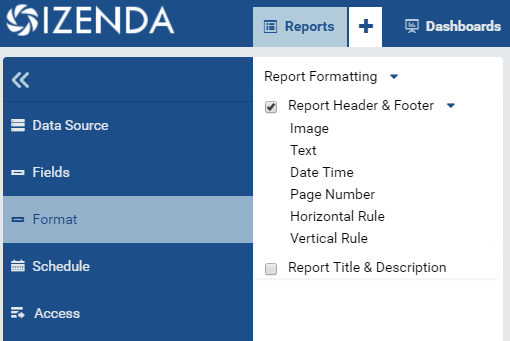 IZENDA
Reports
Dashboards
Data Source
Fields
Format
Schedule
Access
Report Formatting
Report Header & Footer
Image
Text
Date Time
Page Number
Horizontal Rule
Vertical Rule
Report Title & Description